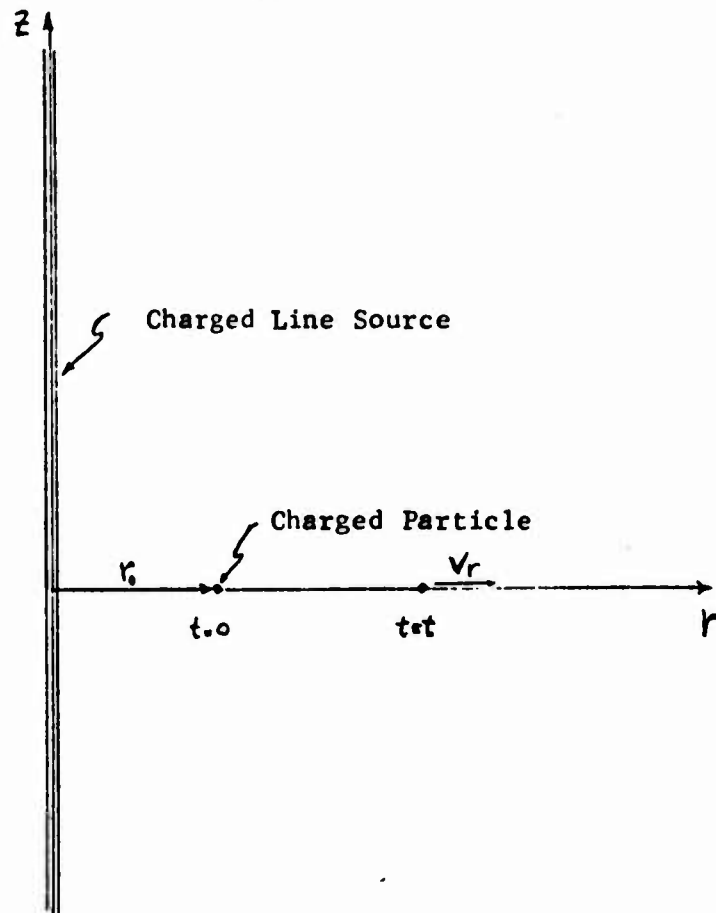 z
Charged Line Source
Charged Particle
r₀
Vr
t=0
t=t
r